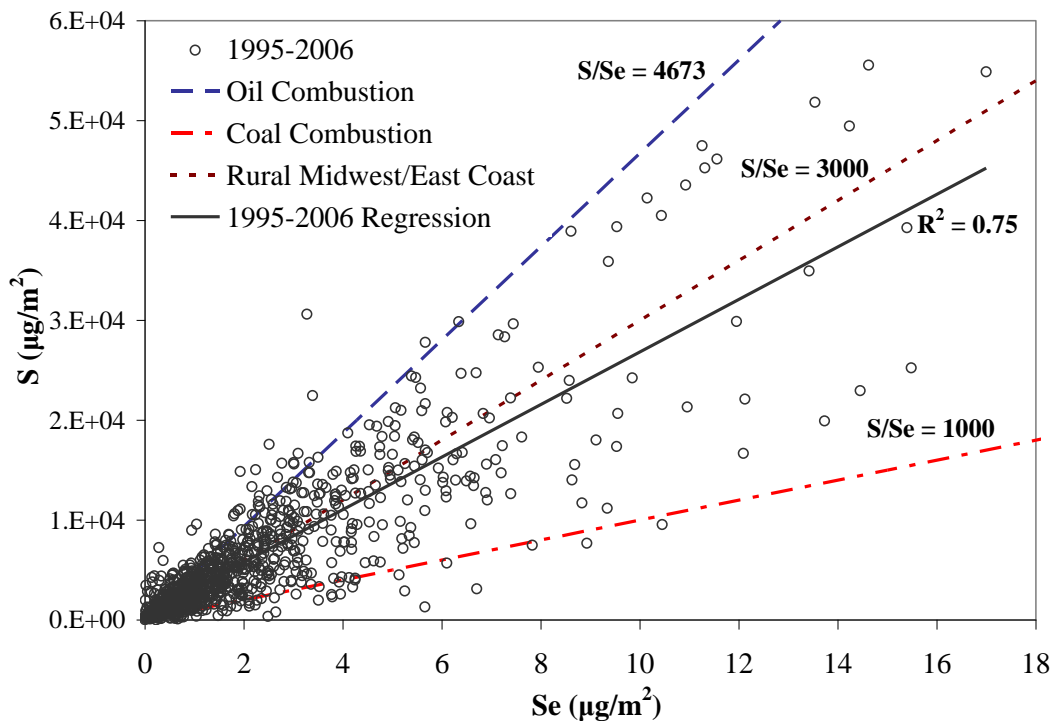 6.E+04
5.E+04
4.E+04
3.E+04
2.E+04
1.E+04
0.E+00
S (µg/m²)
1995-2006
Oil Combustion
Coal Combustion
Rural Midwest/East Coast
1995-2006 Regression
S/Se = 4673
S/Se = 3000
R² = 0.75
S/Se = 1000
0 2 4 6 8 10 12 14 16 18
Se (µg/m²)